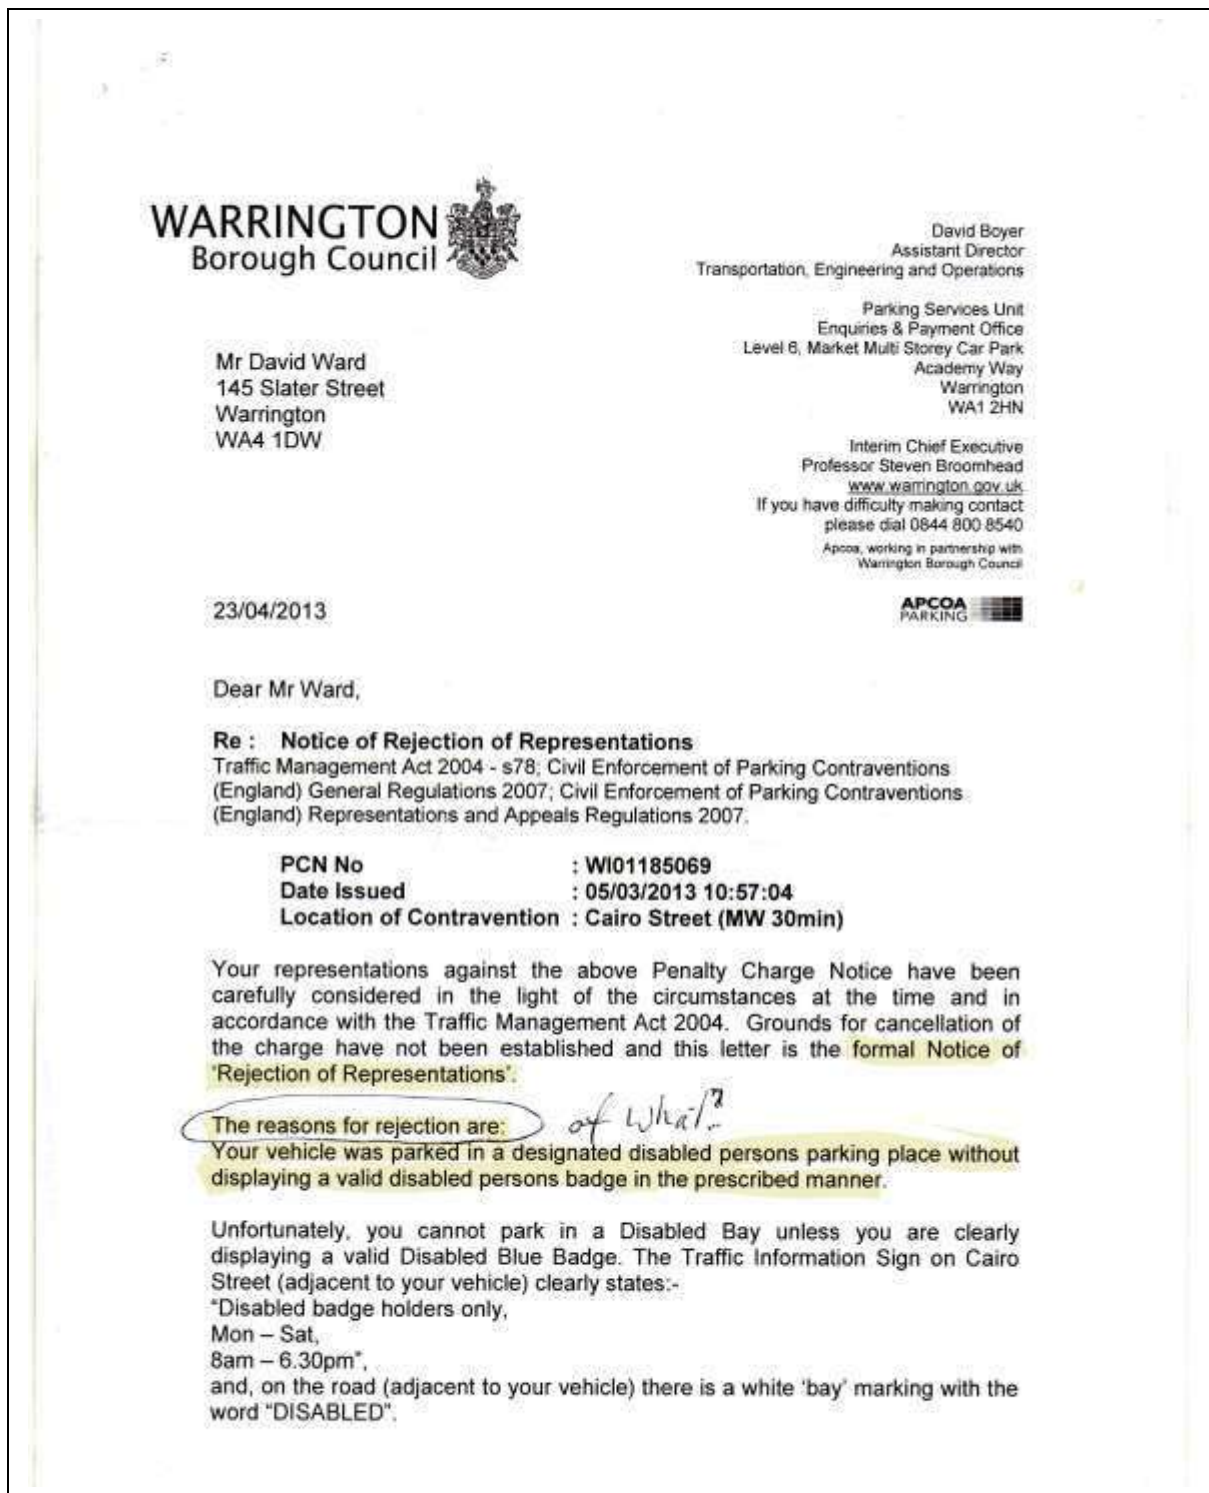 WARRINGTON
Borough Council
David Boyer
Assistant Director
Transportation, Engineering and Operations
Parking Services Unit
Enquiries & Payment Office
Level 6, Market Multi Storey Car Park
Academy Way
Warrington
WA1 2HN
Mr David Ward
145 Slater Street
Warrington
WA4 1DW
Interim Chief Executive
Professor Steven Broomhead
www.warrington.gov.uk
If you have difficulty making contact
please dial 0844 800 8540
Apcoa, working in partnership with
Warrington Borough Council
APCOA
PARKING
23/04/2013
Dear Mr Ward,
Re : Notice of Rejection of Representations
Traffic Management Act 2004 - s78; Civil Enforcement of Parking Contraventions
(England) General Regulations 2007; Civil Enforcement of Parking Contraventions
(England) Representations and Appeals Regulations 2007.
PCN No : WI01185069
Date Issued : 05/03/2013 10:57:04
Location of Contravention : Cairo Street (MW 30min)
Your representations against the above Penalty Charge Notice have been
carefully considered in the light of the circumstances at the time and in
accordance with the Traffic Management Act 2004. Grounds for cancellation of
the charge have not been established and this letter is the formal Notice of
'Rejection of Representations'.
The reasons for rejection are: of what?
Your vehicle was parked in a designated disabled persons parking place without
displaying a valid disabled persons badge in the prescribed manner.
Unfortunately, you cannot park in a Disabled Bay unless you are clearly
displaying a valid Disabled Blue Badge. The Traffic Information Sign on Cairo
Street (adjacent to your vehicle) clearly states:-
"Disabled badge holders only,
Mon – Sat,
8am – 6.30pm",
and, on the road (adjacent to your vehicle) there is a white 'bay' marking with the
word "DISABLED".